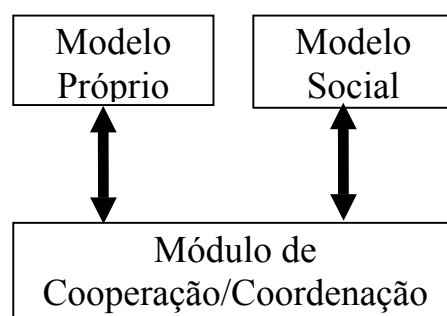 Modelo
Próprio
Modelo
Social
Módulo de
Cooperação/Coordenação